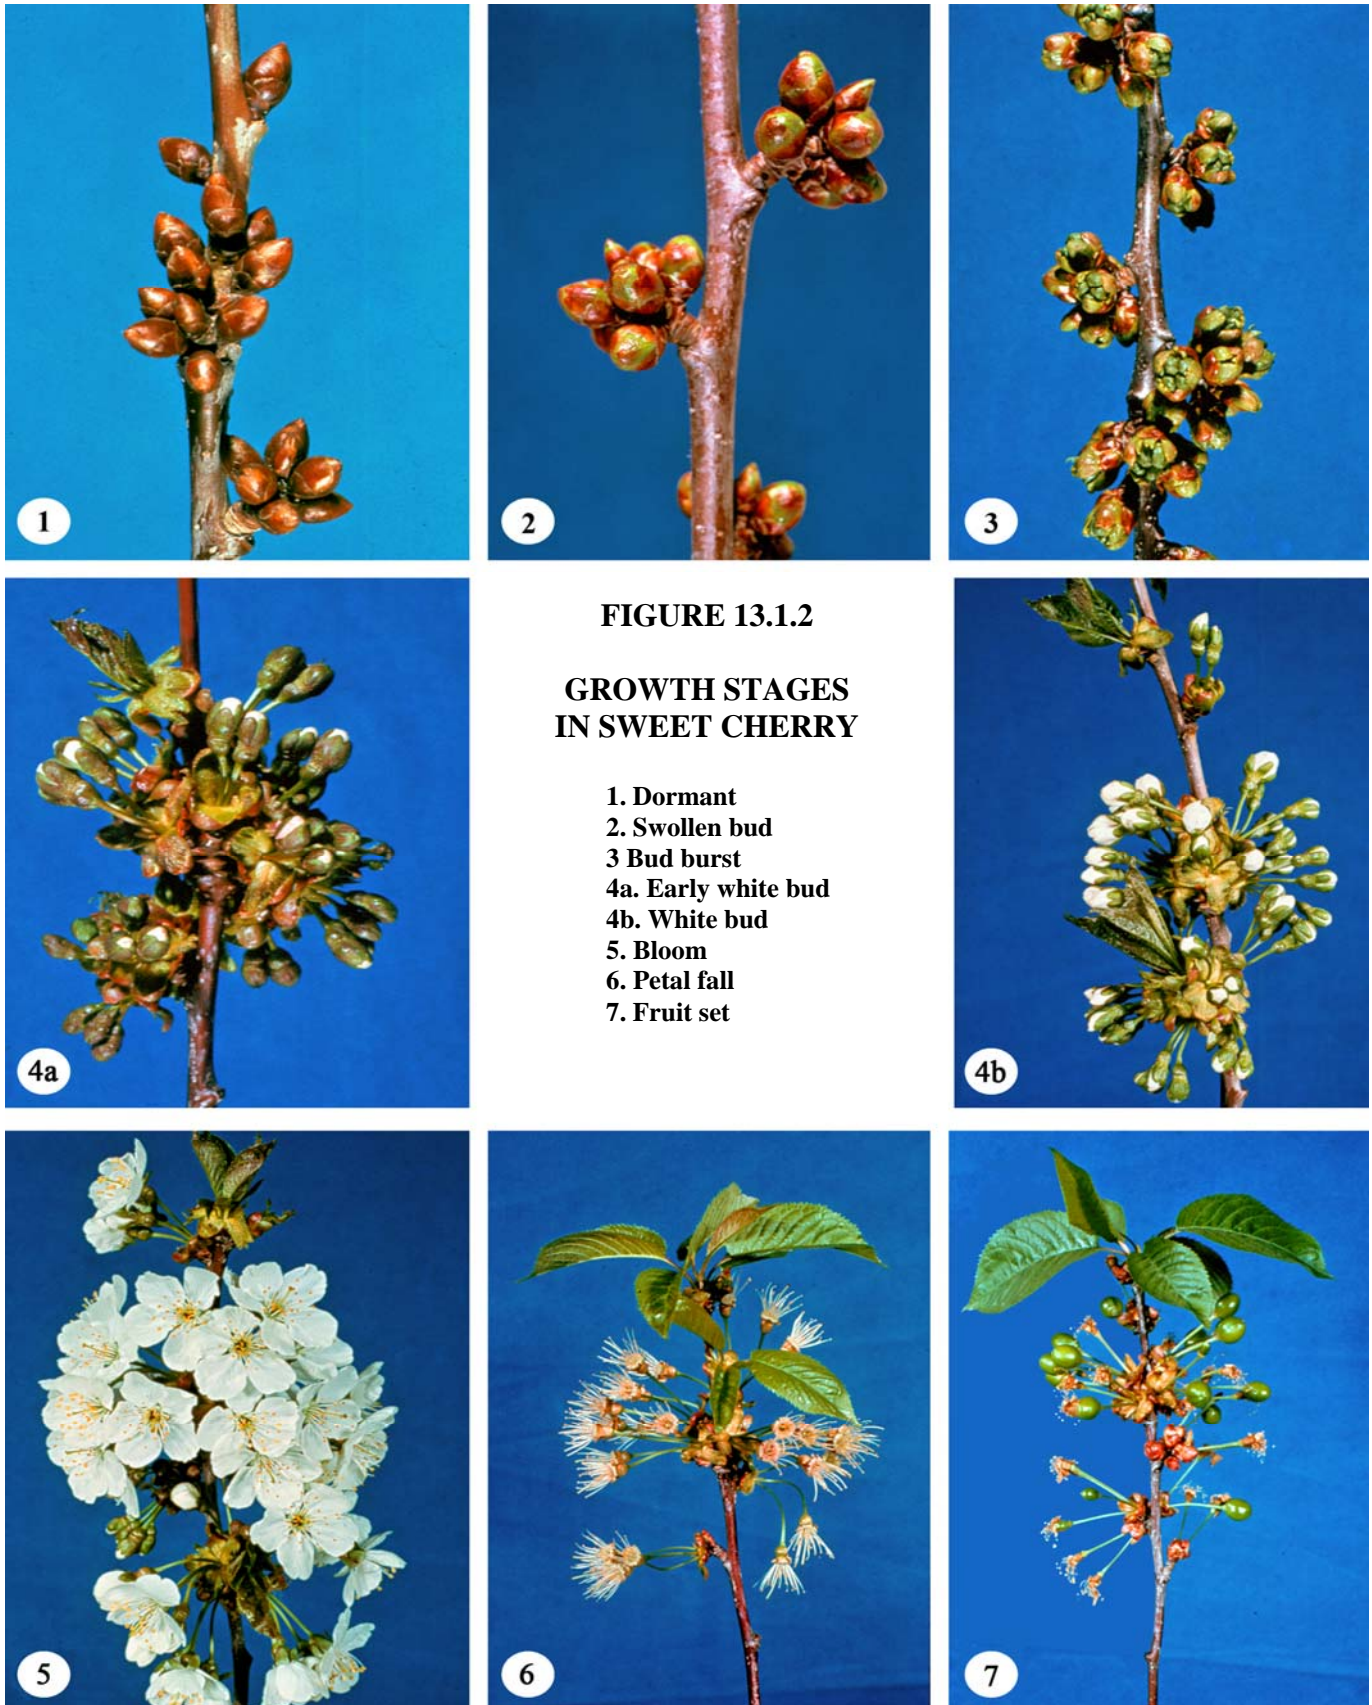 1
2
3
FIGURE 13.1.2
GROWTH STAGES
IN SWEET CHERRY
1. Dormant
2. Swollen bud
3 Bud burst
4a. Early white bud
4b. White bud
5. Bloom
6. Petal fall
7. Fruit set
4a
4b
5
6
7